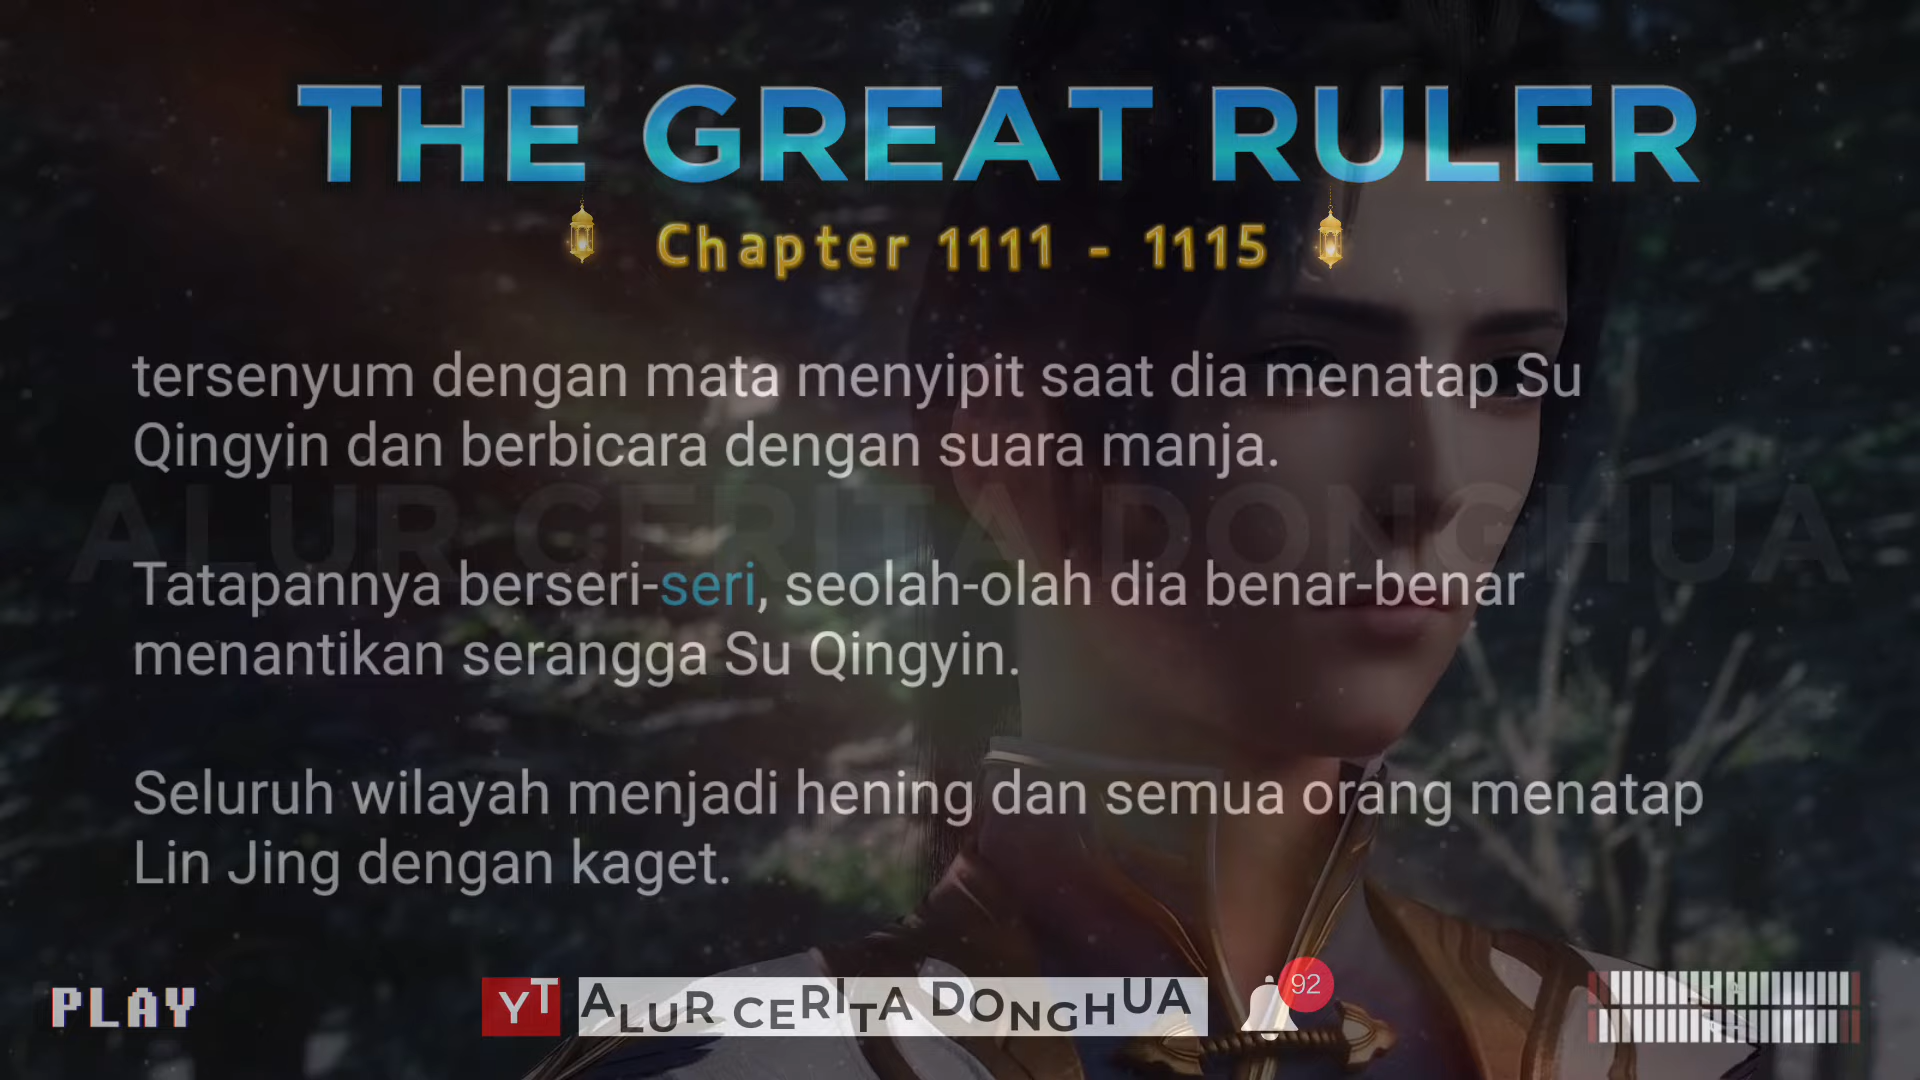 THE GREAT RULER
Chapter 1111 - 1115
tersenyum dengan mata menyipit saat dia menatap Su
Qingyin dan berbicara dengan suara manja.
ALUR CERITA DONGHUA
Tatapannya berseri-seri, seolah-olah dia benar-benar
menantikan serangga Su Qingyin.
Seluruh wilayah menjadi hening dan semua orang menatap
Lin Jing dengan kaget.
PLAY
YT ALUR CERITA DONGHUA
92